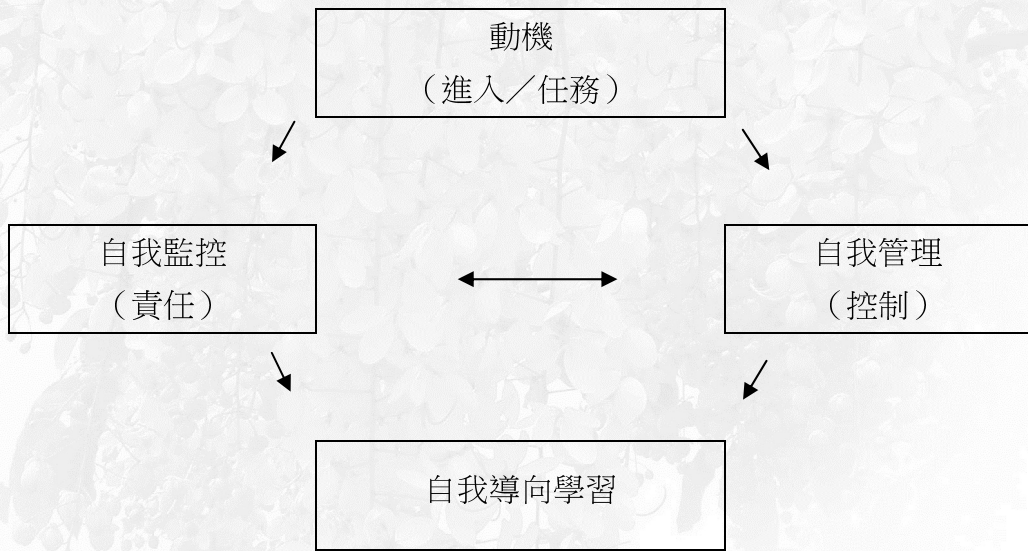 動機
（進入／任務）
自我監控
（責任）
自我管理
（控制）
自我導向學習